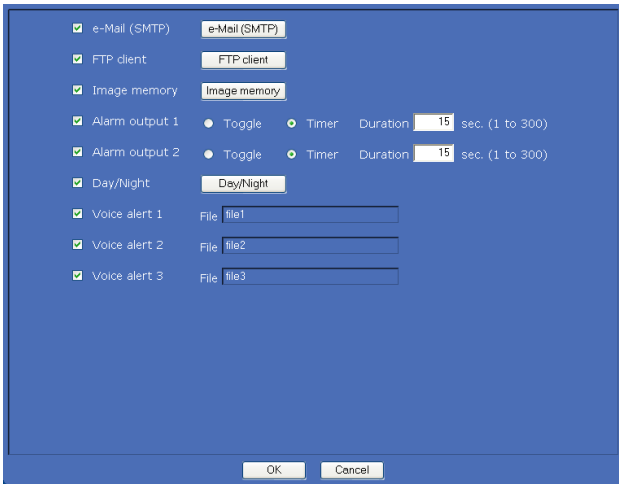 e-Mail (SMTP) e-Mail (SMTP)
FTP client FTP client
Image memory Image memory
Alarm output 1 Toggle Timer Duration 15 sec. (1 to 300)
Alarm output 2 Toggle Timer Duration 15 sec. (1 to 300)
Day/Night Day/Night
Voice alert 1 File file1
Voice alert 2 File file2
Voice alert 3 File file3
OK Cancel